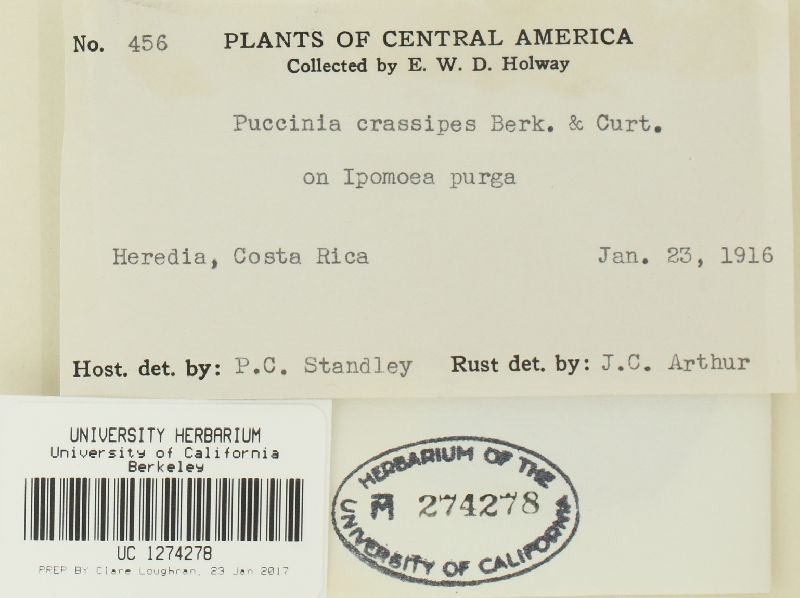 No. 456 PLANTS OF CENTRAL AMERICA
Collected by E. W. D. Holway
Puccinia crassipes Berk. & Curt.
on Ipomoea purga
Heredia, Costa Rica Jan. 23, 1916
Host. det. by: P.C. Standley Rust det. by: J.C. Arthur
UNIVERSITY HERBARIUM
University of California
Berkeley
UC 1274278
PREP BY Clare Loughran, 23 Jan 2017
HERBARIUM OF THE
274278
UNIVERSITY OF CALIFORNIA